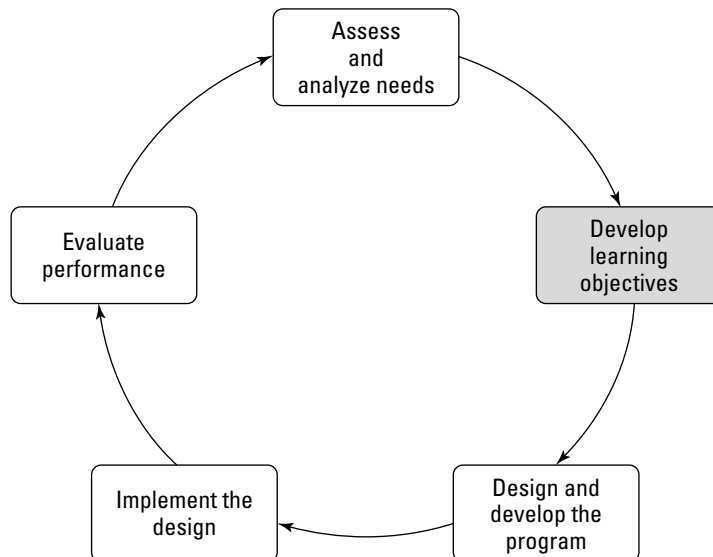 Assess
and
analyze needs
Develop
learning
objectives
Design and
develop the
program
Implement the
design
Evaluate
performance